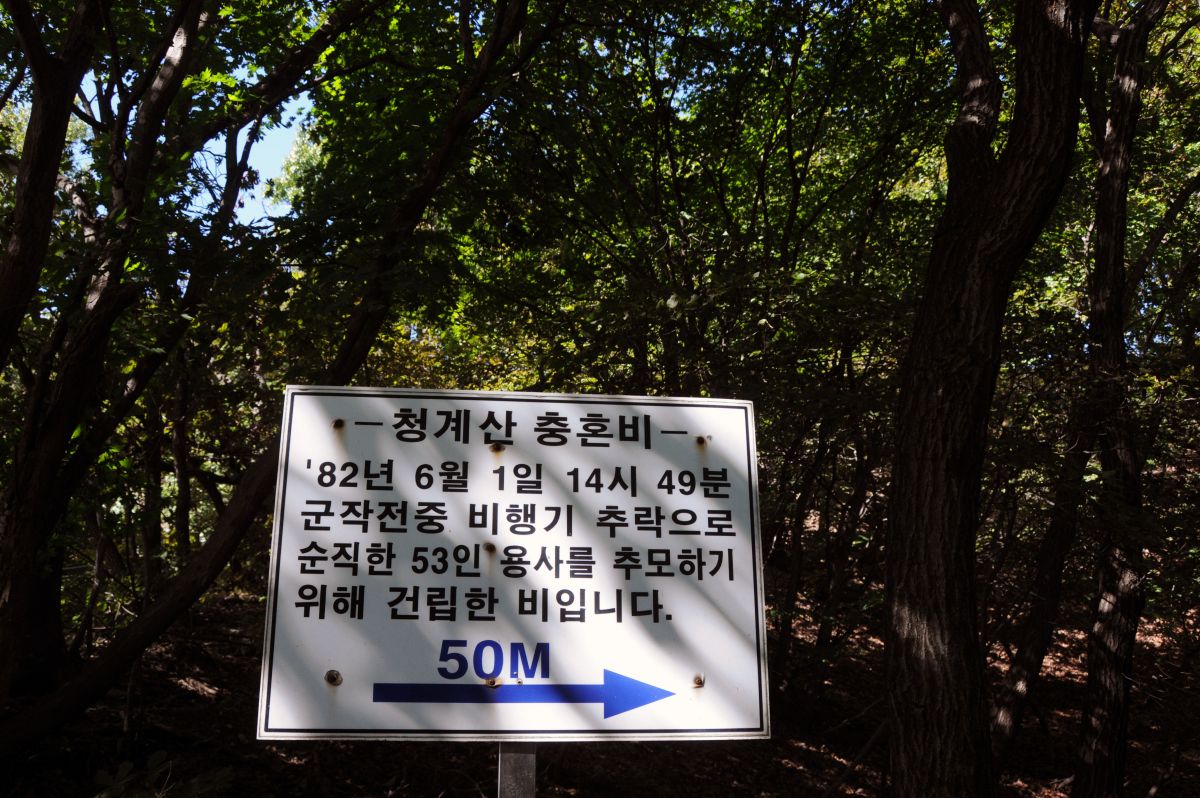 -청계산 충혼비-
'82년 6월 1일 14시 49분
군작전중 비행기 추락으로
순직한 53인 용사를 추모하기
위해 건립한 비입니다.
50M